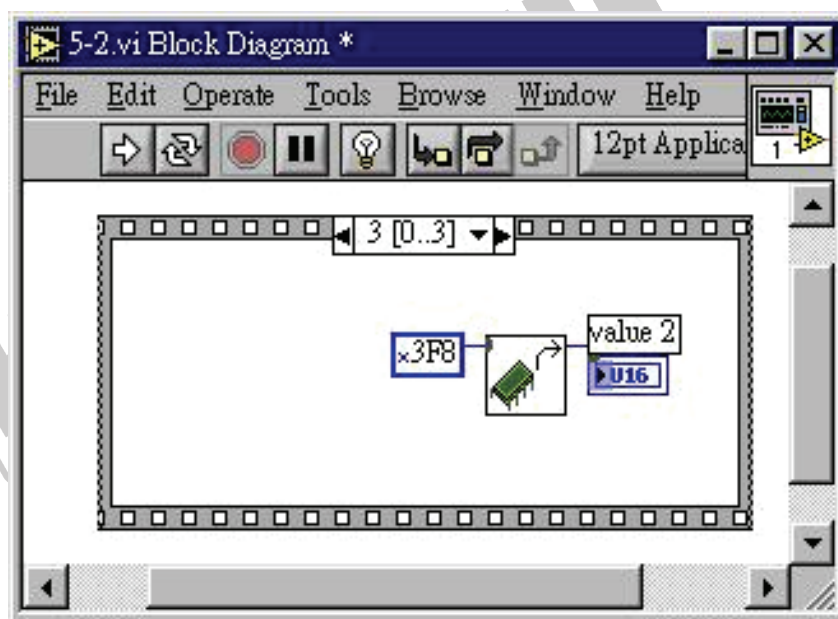 5-2.vi Block Diagram *
File Edit Operate Tools Browse Window Help
12pt Applica
1
3 [0..3]
×3F8
value 2
U16